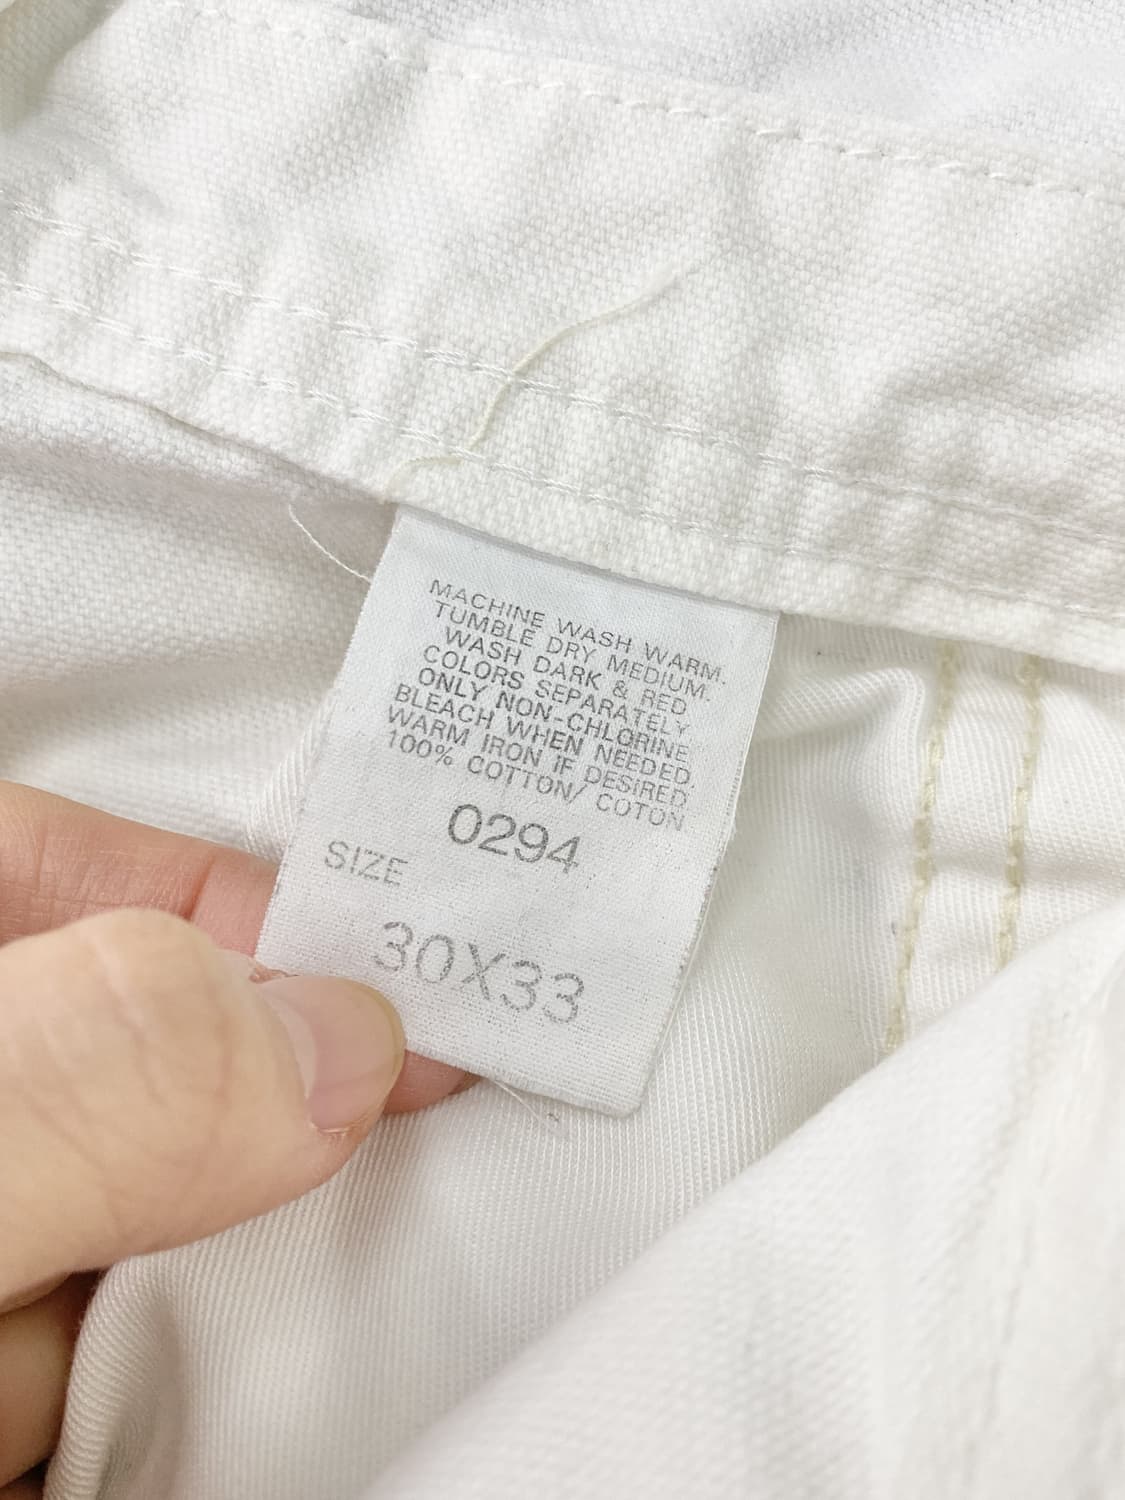 MACHINE WASH WARM.
TUMBLE DRY MEDIUM.
WASH DARK & RED
COLORS SEPARATELY
ONLY NON-CHLORINE
BLEACH WHEN NEEDED.
WARM IRON IF DESIRED.
100% COTTON/ COTON
0294
SIZE
30X33